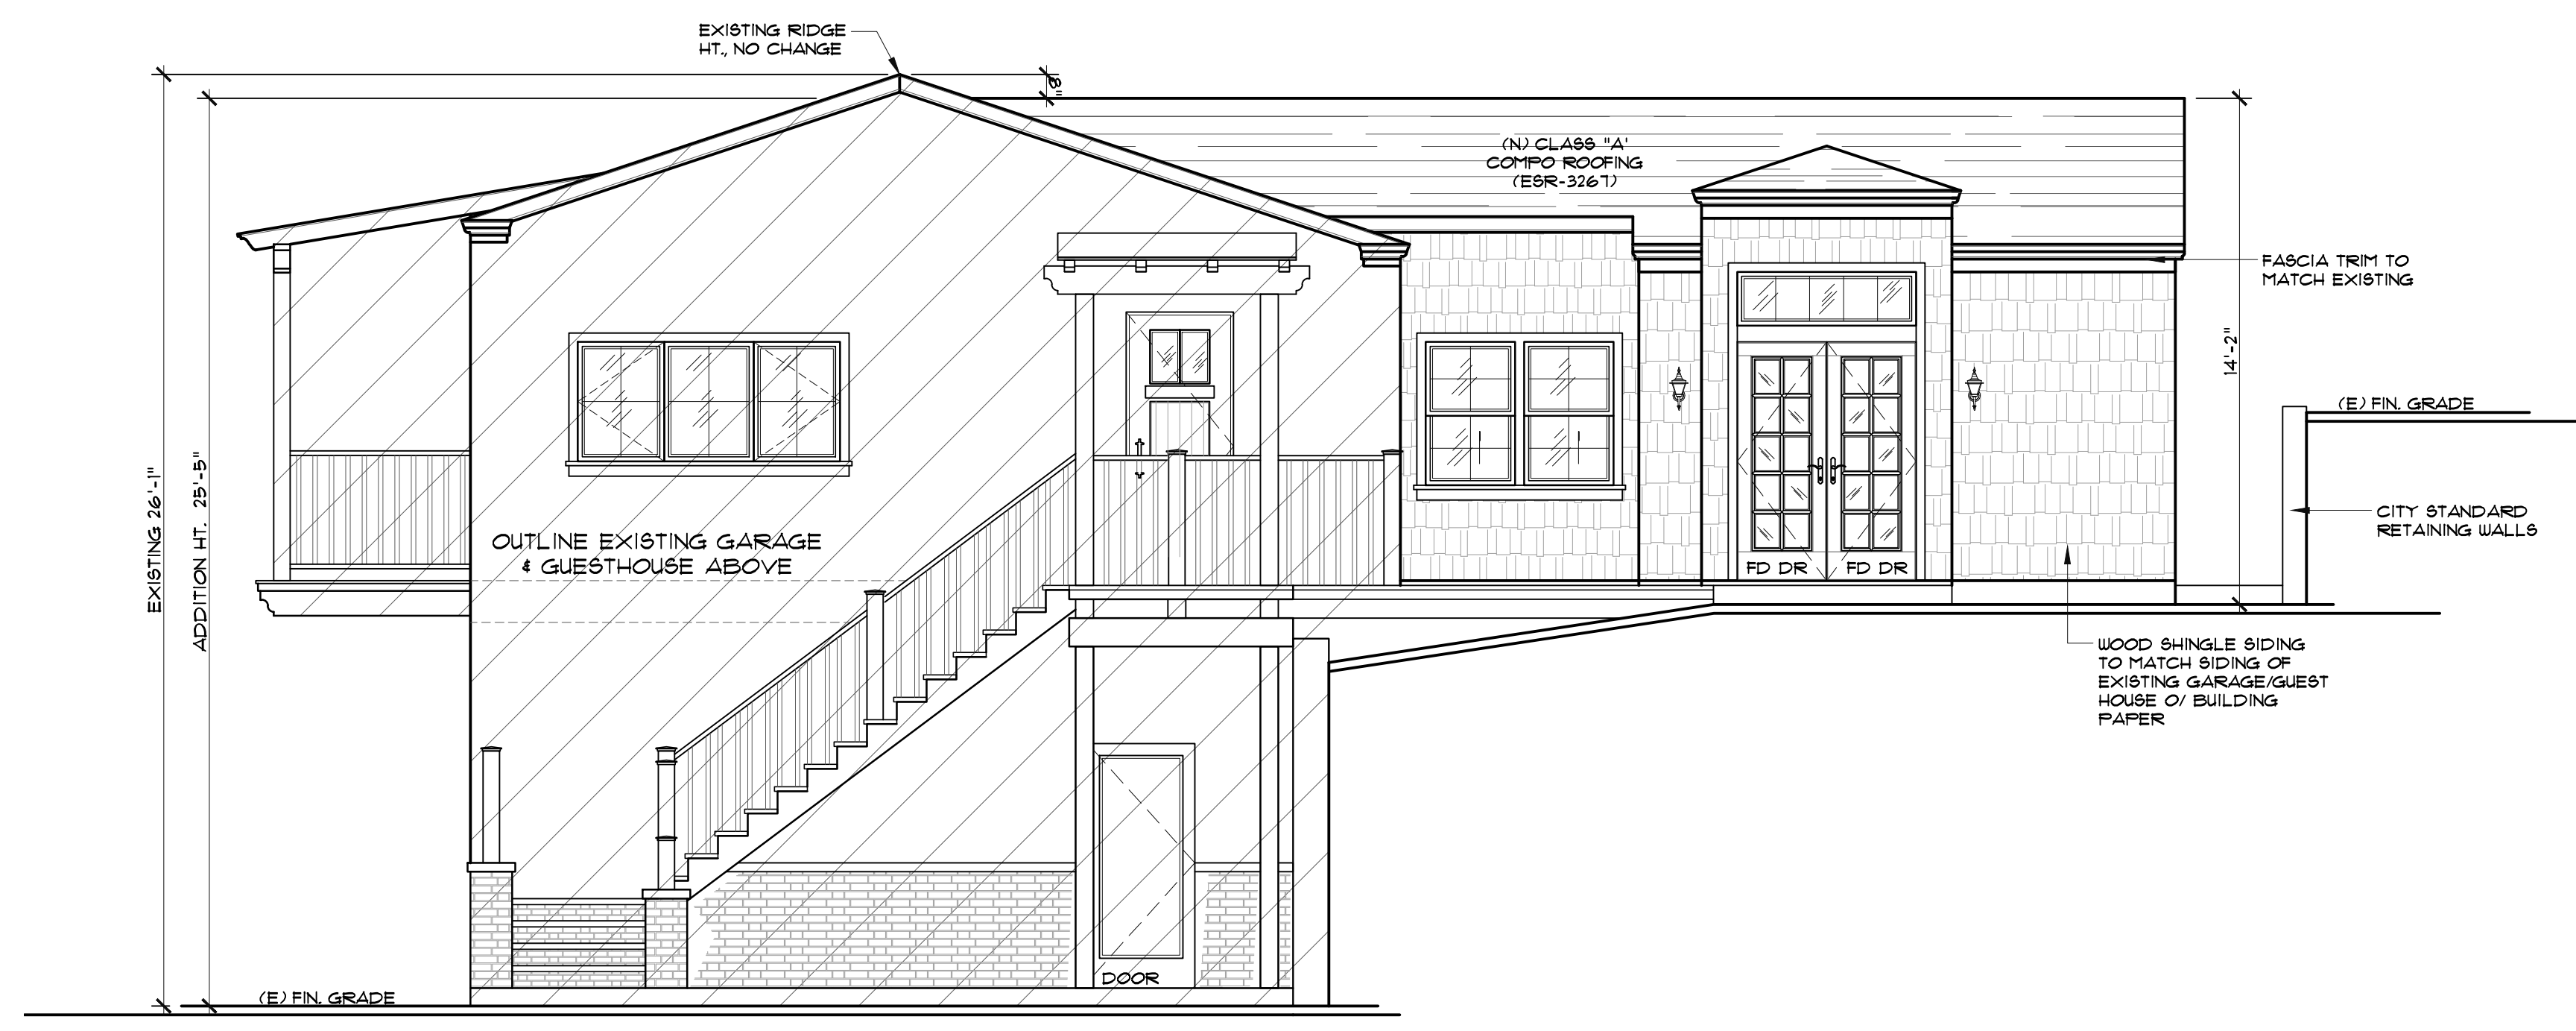 EXISTING RIDGE
HT., NO CHANGE
8"
(N) CLASS "A'
COMPO ROOFING
(ESR-3267)
FASCIA TRIM TO
MATCH EXISTING
14'-2"
(E) FIN. GRADE
EXISTING 26'-1"
ADDITION HT. 25'-5"
CITY STANDARD
RETAINING WALLS
OUTLINE EXISTING GARAGE
& GUESTHOUSE ABOVE
FD DR
FD DR
WOOD SHINGLE SIDING
TO MATCH SIDING OF
EXISTING GARAGE/GUEST
HOUSE O/ BUILDING
PAPER
DOOR
(E) FIN. GRADE